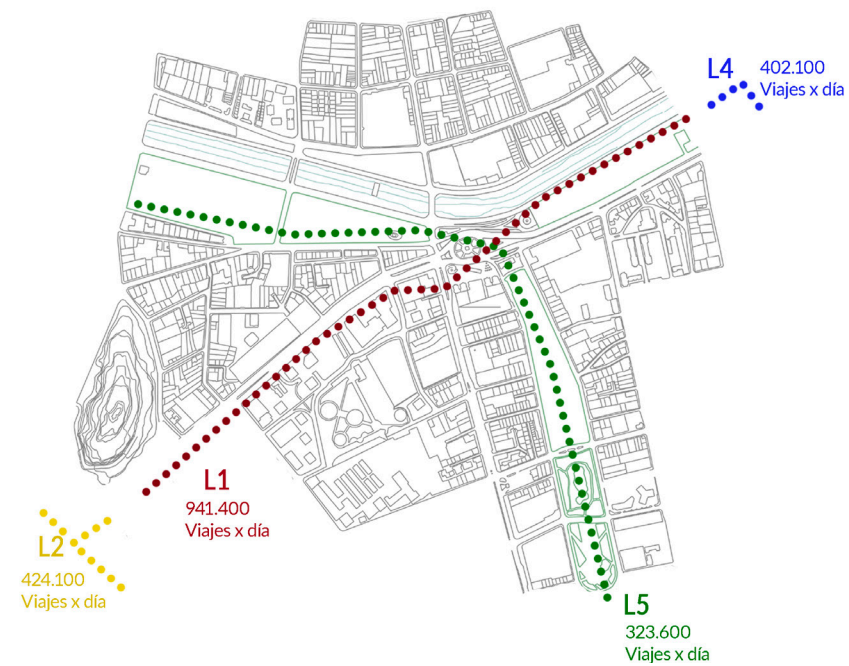 L4
402.100
Viajes x día
L1
941.400
Viajes x día
L2
424.100
Viajes x día
L5
323.600
Viajes x día